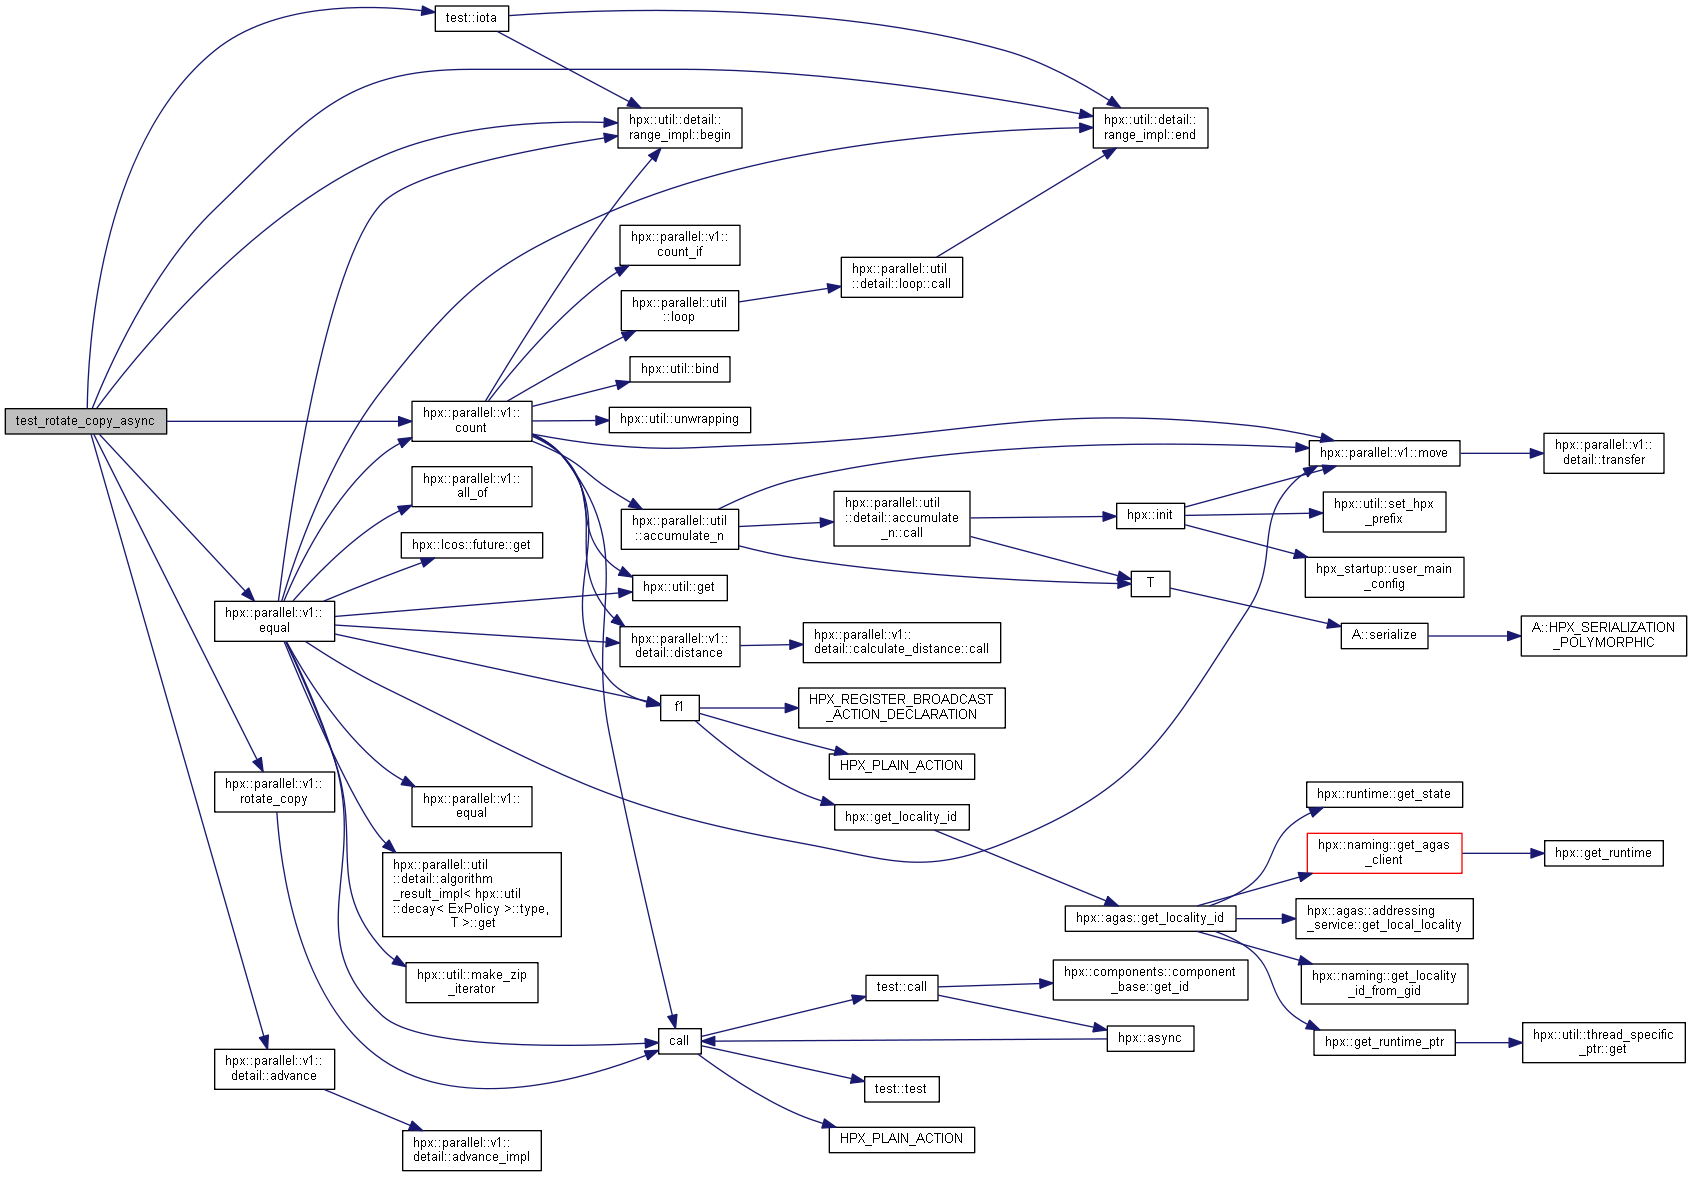 test::iota
hpx::util::detail::
range_impl::begin
hpx::util::detail::
range_impl::end
hpx::parallel::v1::
count_if
hpx::parallel::util
::detail::loop::call
hpx::parallel::util
::loop
hpx::util::bind
test_rotate_copy_async
hpx::parallel::v1::
count
hpx::util::unwrapping
hpx::parallel::v1::move
hpx::parallel::v1::
detail::transfer
hpx::parallel::v1::
all_of
hpx::parallel::util
::accumulate_n
hpx::parallel::util
::detail::accumulate
_n::call
hpx::init
hpx::util::set_hpx
_prefix
hpx::lcos::future::get
hpx_startup::user_main
_config
hpx::util::get
T
hpx::parallel::v1::
equal
hpx::parallel::v1::
detail::distance
hpx::parallel::v1::
detail::calculate_distance::call
A::serialize
A::HPX_SERIALIZATION
_POLYMORPHIC
f1
HPX_REGISTER_BROADCAST
_ACTION_DECLARATION
HPX_PLAIN_ACTION
hpx::parallel::v1::
rotate_copy
hpx::parallel::v1::
equal
hpx::get_locality_id
hpx::runtime::get_state
hpx::naming::get_agas
_client
hpx::get_runtime
hpx::parallel::util
::detail::algorithm
_result_impl< hpx::util
::decay< ExPolicy >::type,
T >::get
hpx::agas::get_locality_id
hpx::agas::addressing
_service::get_local_locality
hpx::util::make_zip
_iterator
test::call
hpx::components::component
_base::get_id
hpx::naming::get_locality
_id_from_gid
call
hpx::async
hpx::get_runtime_ptr
hpx::util::thread_specific
_ptr::get
hpx::parallel::v1::
detail::advance
test::test
hpx::parallel::v1::
detail::advance_impl
HPX_PLAIN_ACTION